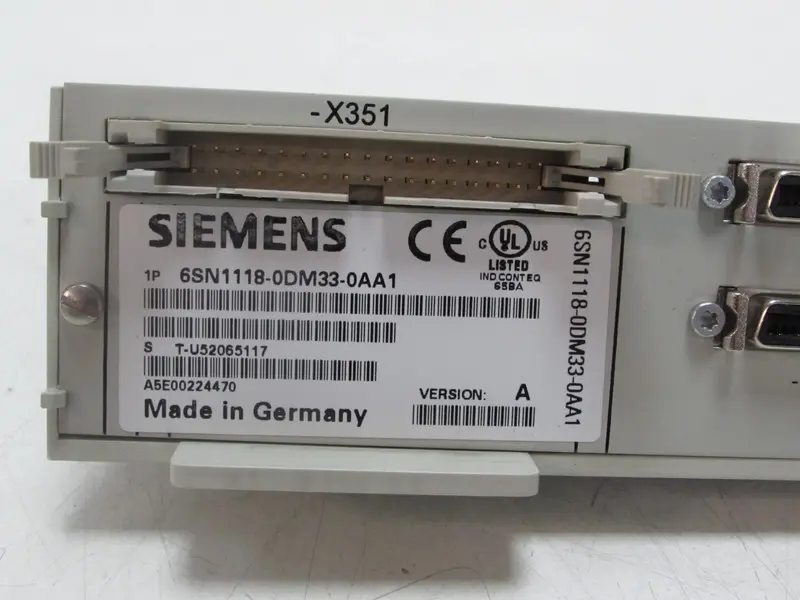 -X351
SIEMENS
CE
C UL US
LISTED
IND CONT EQ
69BA
1P 6SN1118-0DM33-0AA1
S T-U52065117
A5E00224470
VERSION: A
Made in Germany
6SN1118-0DM33-0AA1